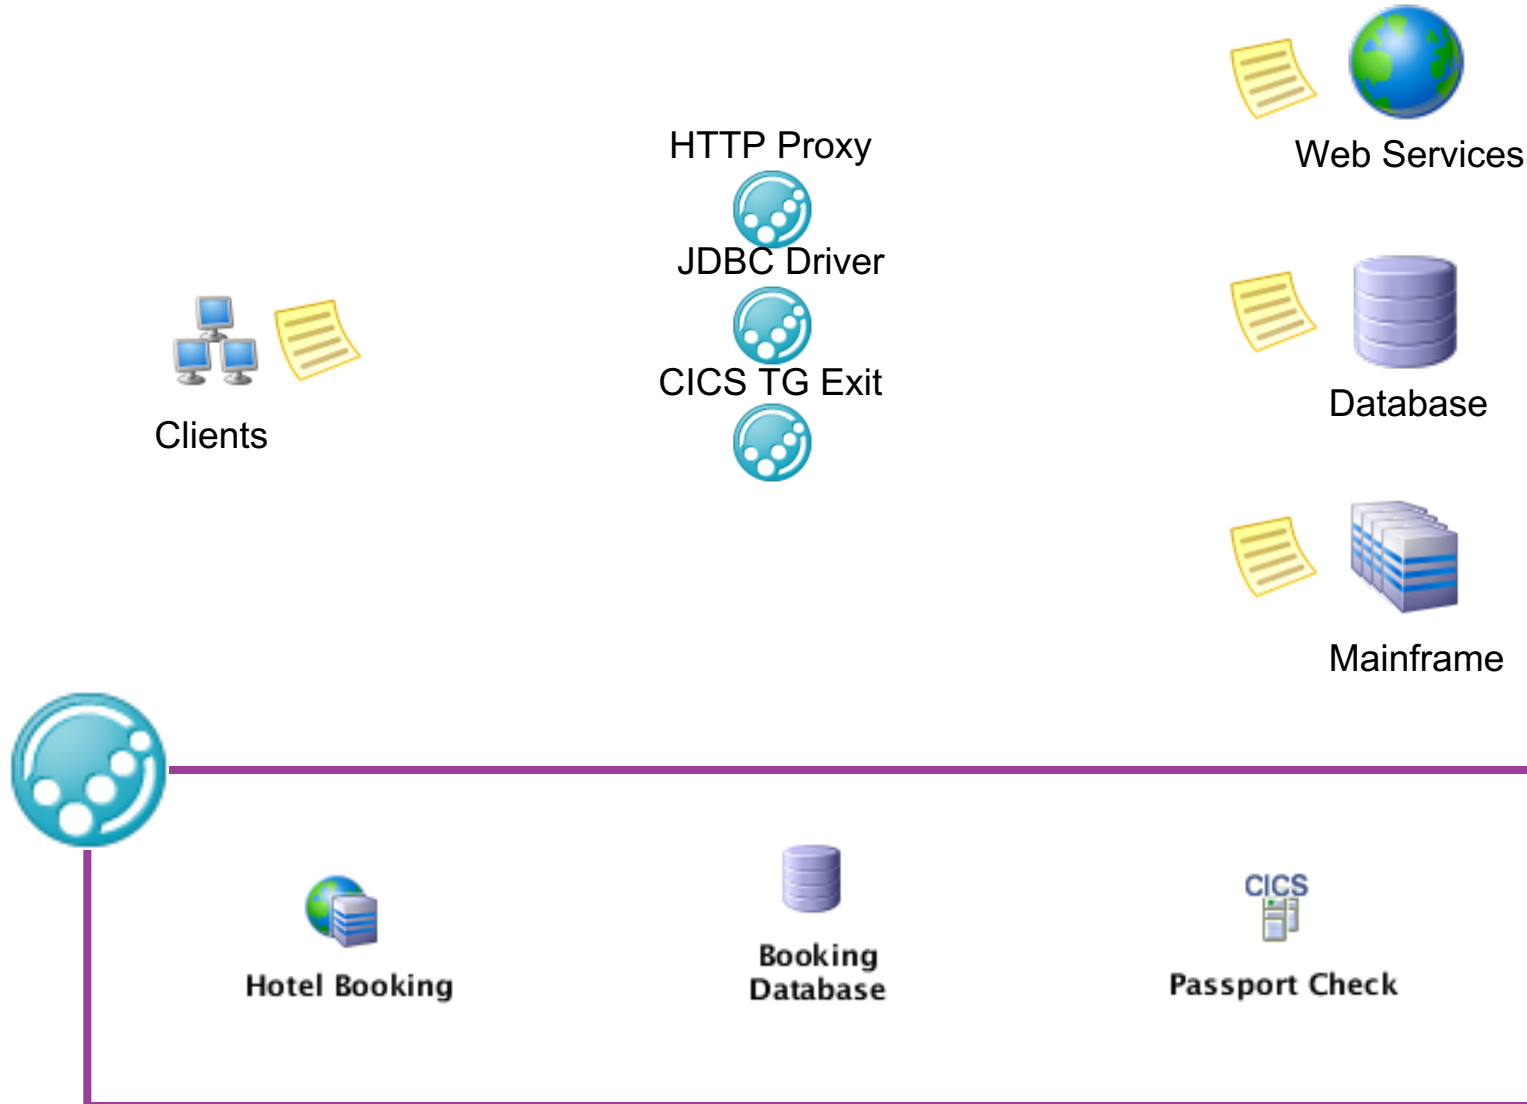 HTTP Proxy
Web Services
JDBC Driver
CICS TG Exit
Clients
Database
Mainframe
CICS
Hotel Booking
Booking
Database
Passport Check